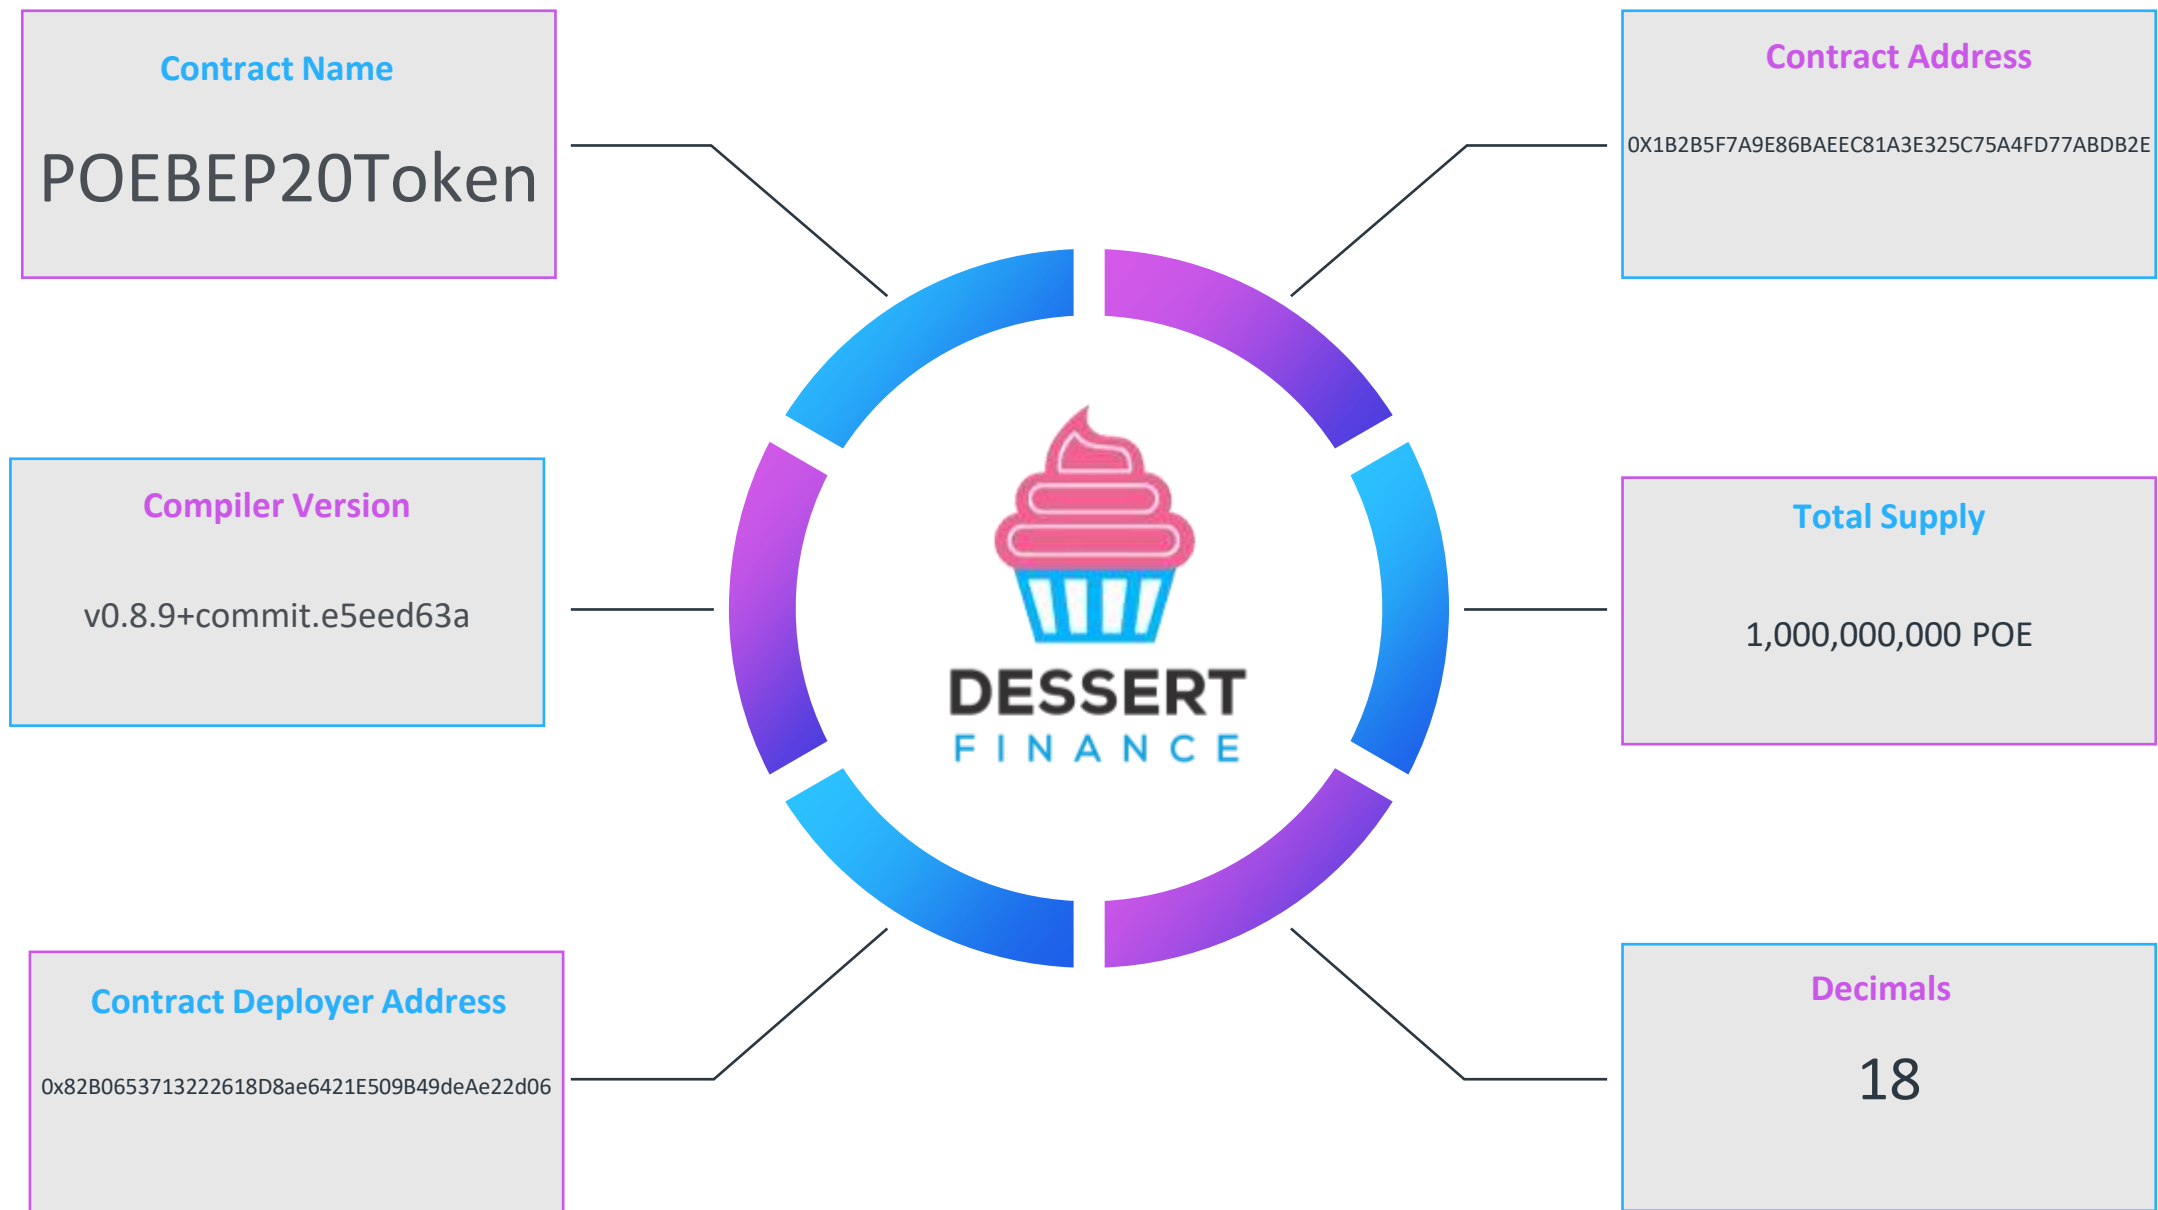 Contract Name
POEBEP20Token
Contract Address
0X1B2B5F7A9E86BAEEC81A3E325C75A4FD77ABDB2E
Compiler Version
v0.8.9+commit.e5eed63a
DESSERT
FINANCE
Total Supply
1,000,000,000 POE
Contract Deployer Address
0x82B0653713222618D8ae6421E509B49deAe22d06
Decimals
18